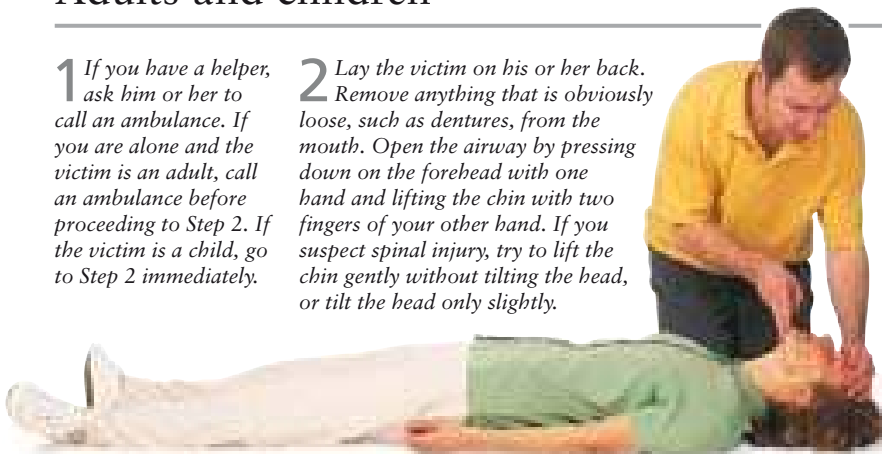 Adults and children
1 If you have a helper,
ask him or her to
call an ambulance. If
you are alone and the
victim is an adult, call
an ambulance before
proceeding to Step 2. If
the victim is a child, go
to Step 2 immediately.
2 Lay the victim on his or her back.
Remove anything that is obviously
loose, such as dentures, from the
mouth. Open the airway by pressing
down on the forehead with one
hand and lifting the chin with two
fingers of your other hand. If you
suspect spinal injury, try to lift the
chin gently without tilting the head,
or tilt the head only slightly.